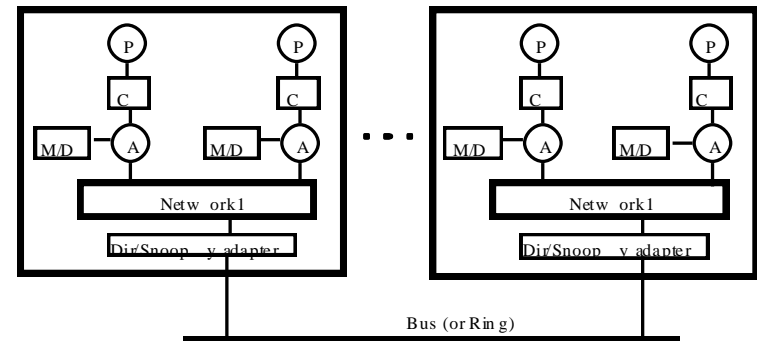 P P P P
C C C C
M/D A M/D A M/D A M/D A
Netw ork1 Netw ork1
Dir/Snoop y adapter Dir/Snoop y adapter
Bus (or Rin g)